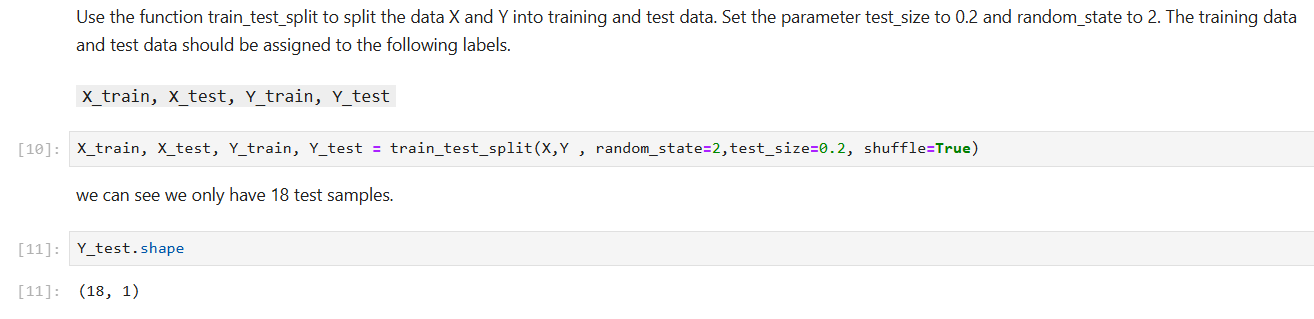 Use the function train_test_split to split the data X and Y into training and test data. Set the parameter test_size to 0.2 and random_state to 2. The training data
and test data should be assigned to the following labels.
X_train, X_test, Y_train, Y_test
[10]: X_train, X_test, Y_train, Y_test = train_test_split(X,Y , random_state=2,test_size=0.2, shuffle=True)
we can see we only have 18 test samples.
[11]: Y_test.shape
[11]: (18, 1)